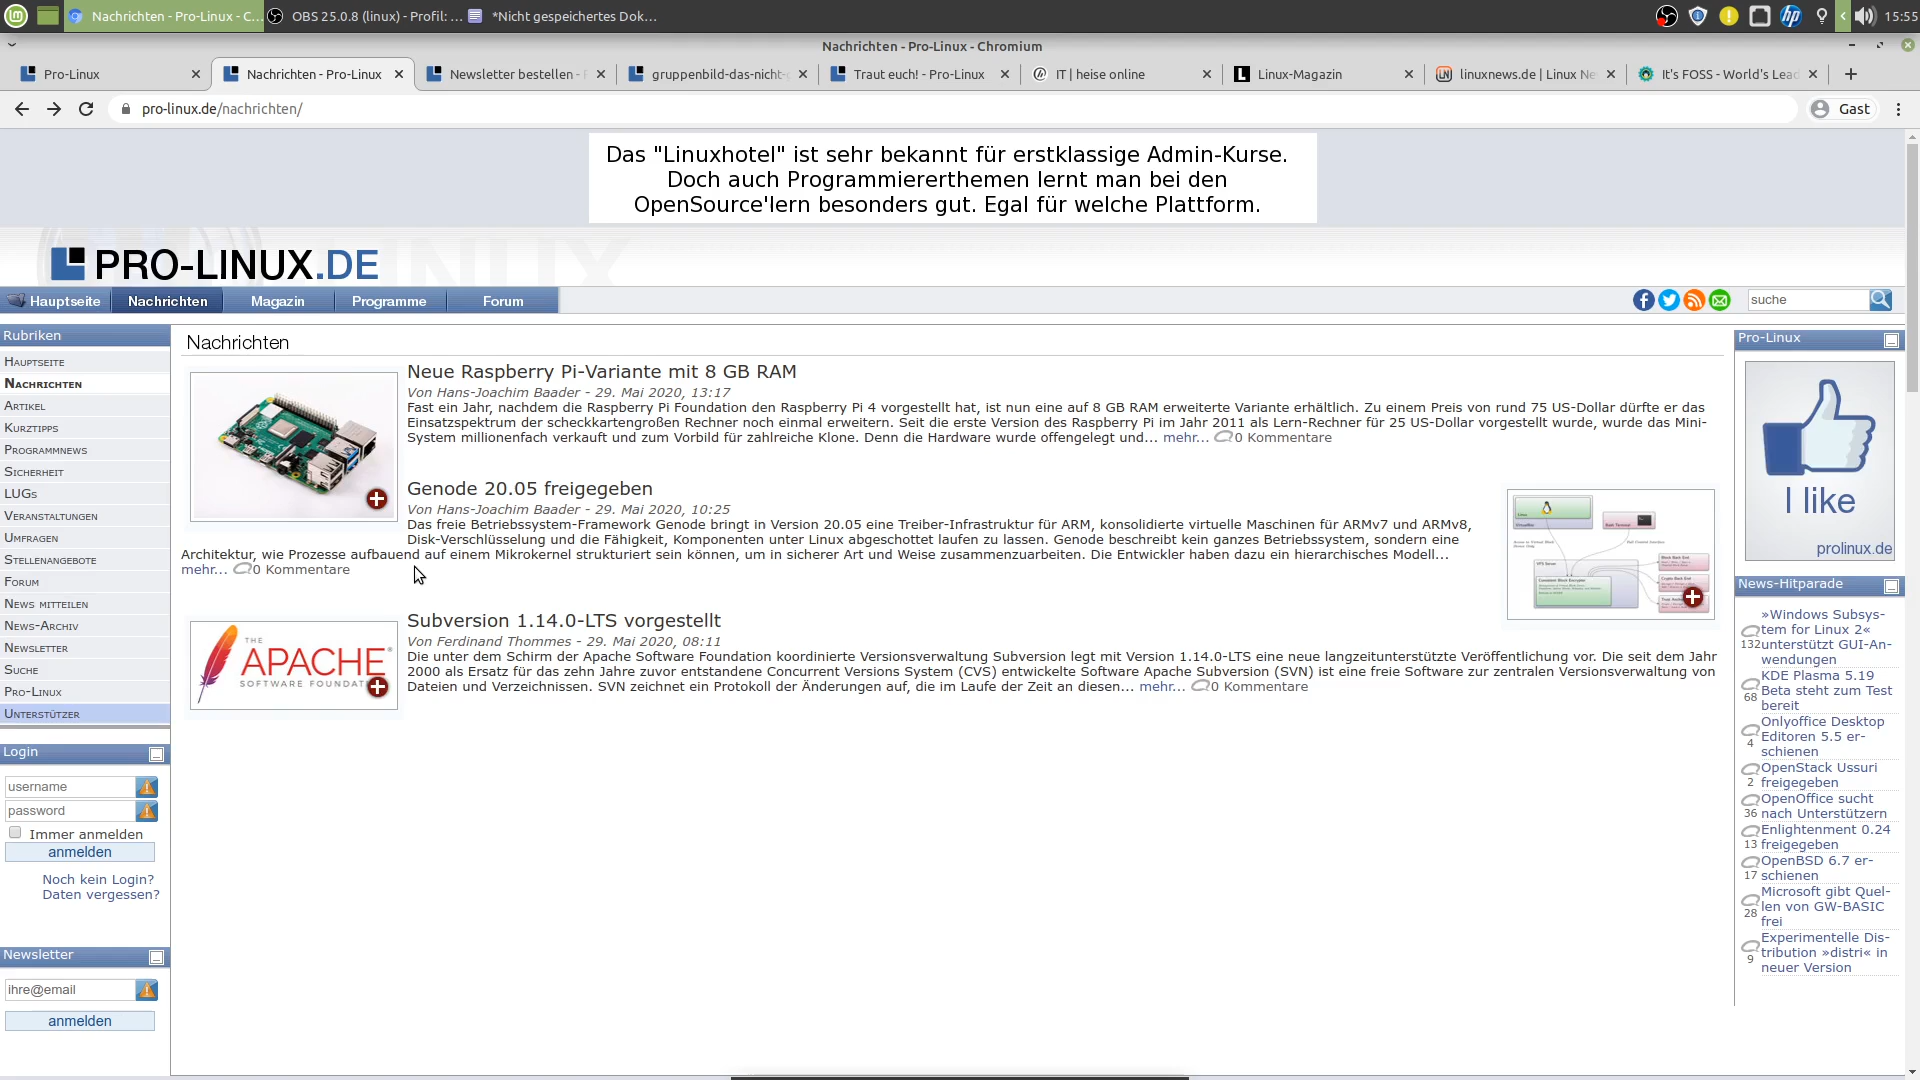 Nachrichten - Pro-Linux - C...
OBS 25.0.8 (linux) - Profil: ...
*Nicht gespeichertes Dok...
15:55
Nachrichten - Pro-Linux - Chromium
Pro-Linux
Nachrichten - Pro-Linux
Newsletter bestellen -
gruppenbild-das-nicht-
Traut euch! - Pro-Linux
IT | heise online
Linux-Magazin
linuxnews.de | Linux Ne
It's FOSS - World's Lead
pro-linux.de/nachrichten/
Gast
Das "Linuxhotel" ist sehr bekannt für erstklassige Admin-Kurse.
Doch auch Programmiererthemen lernt man bei den
OpenSource'lern besonders gut. Egal für welche Plattform.
PRO-LINUX.DE
Hauptseite
Nachrichten
Magazin
Programme
Forum
suche
Rubriken
Hauptseite
Nachrichten
Artikel
Kurztipps
Programmnews
Sicherheit
LUGs
Veranstaltungen
Umfragen
Stellenangebote
Forum
News mitteilen
News-Archiv
Newsletter
Suche
Pro-Linux
Unterstützer
Login
username
password
Immer anmelden
anmelden
Noch kein Login?
Daten vergessen?
Newsletter
ihre@email
anmelden
Nachrichten
Neue Raspberry Pi-Variante mit 8 GB RAM
Von Hans-Joachim Baader - 29. Mai 2020, 13:17
Fast ein Jahr, nachdem die Raspberry Pi Foundation den Raspberry Pi 4 vorgestellt hat, ist nun eine auf 8 GB RAM erweiterte Variante erhältlich. Zu einem Preis von rund 75 US-Dollar dürfte er das
Einsatzspektrum der scheckkartengroßen Rechner noch einmal erweitern. Seit die erste Version des Raspberry Pi im Jahr 2011 als Lern-Rechner für 25 US-Dollar vorgestellt wurde, wurde das Mini-
System millionenfach verkauft und zum Vorbild für zahlreiche Klone. Denn die Hardware wurde offengelegt und... mehr... 0 Kommentare
Genode 20.05 freigegeben
Von Hans-Joachim Baader - 29. Mai 2020, 10:25
Das freie Betriebssystem-Framework Genode bringt in Version 20.05 eine Treiber-Infrastruktur für ARM, konsolidierte virtuelle Maschinen für ARMv7 und ARMv8,
Disk-Verschlüsselung und die Fähigkeit, Komponenten unter Linux abgeschottet laufen zu lassen. Genode beschreibt kein ganzes Betriebssystem, sondern eine
Architektur, wie Prozesse aufbauend auf einem Mikrokernel strukturiert sein können, um in sicherer Art und Weise zusammenzuarbeiten. Die Entwickler haben dazu ein hierarchisches Modell...
mehr... 0 Kommentare
THE
APACHE®
SOFTWARE FOUNDAT
Subversion 1.14.0-LTS vorgestellt
Von Ferdinand Thommes - 29. Mai 2020, 08:11
Die unter dem Schirm der Apache Software Foundation koordinierte Versionsverwaltung Subversion legt mit Version 1.14.0-LTS eine neue langzeitunterstützte Veröffentlichung vor. Die seit dem Jahr
2000 als Ersatz für das zehn Jahre zuvor entstandene Concurrent Versions System (CVS) entwickelte Software Apache Subversion (SVN) ist eine freie Software zur zentralen Versionsverwaltung von
Dateien und Verzeichnissen. SVN zeichnet ein Protokoll der Änderungen auf, die im Laufe der Zeit an diesen... mehr... 0 Kommentare
Pro-Linux
I like
prolinux.de
News-Hitparade
»Windows Subsys-
tem for Linux 2«
132 unterstützt GUI-An-
wendungen
KDE Plasma 5.19
68 Beta steht zum Test
bereit
Onlyoffice Desktop
4 Editoren 5.5 er-
schienen
OpenStack Ussuri
2 freigegeben
OpenOffice sucht
36 nach Unterstützern
Enlightenment 0.24
13 freigegeben
OpenBSD 6.7 er-
17 schienen
Microsoft gibt Quel-
28 len von GW-BASIC
frei
Experimentelle Dis-
9 tribution »distri« in
neuer Version